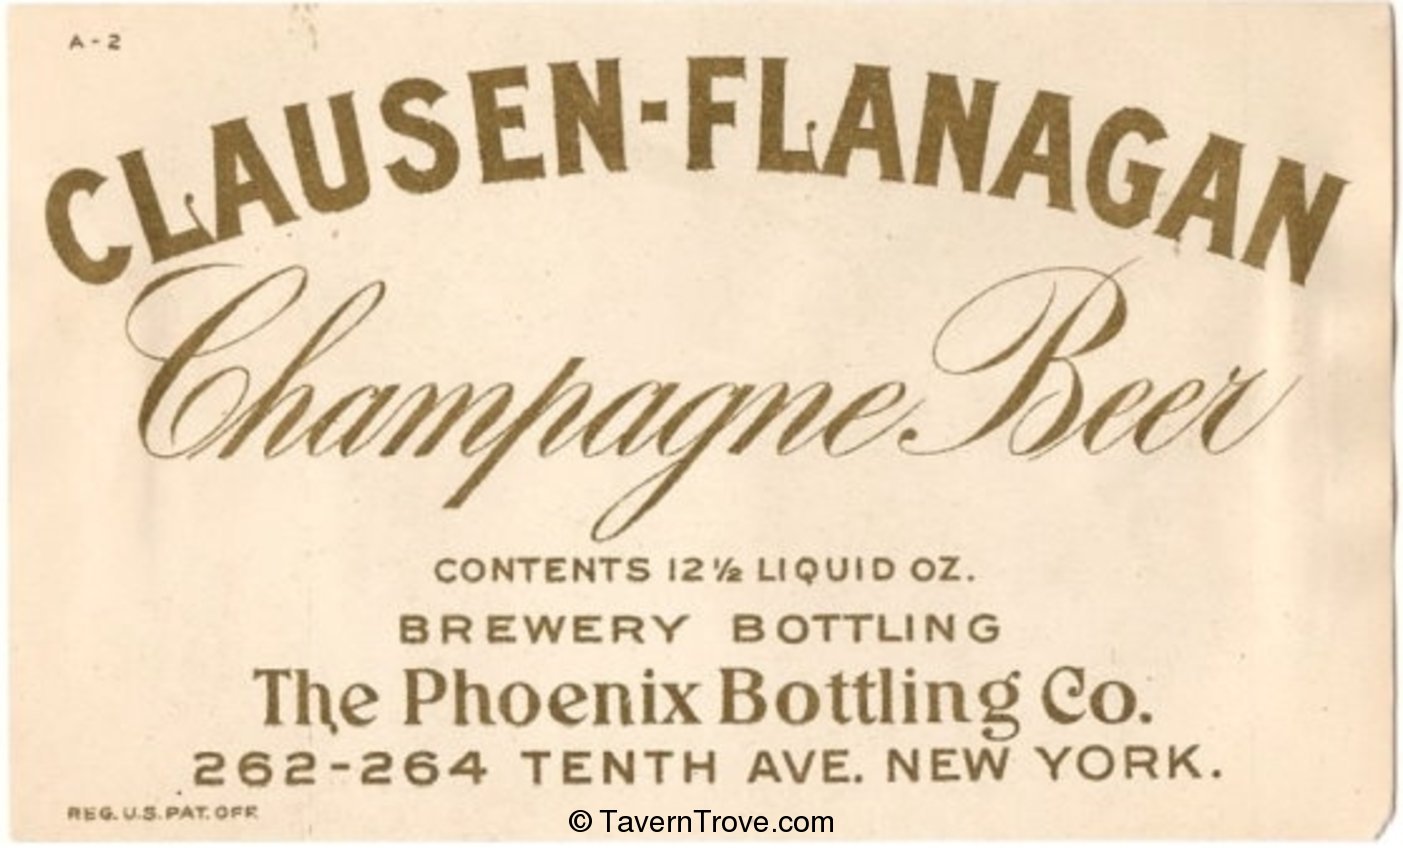 A-2
CLAUSEN-FLANAGAN
Champagne Beer
CONTENTS 12½ LIQUID OZ.
BREWERY BOTTLING
The Phoenix Bottling Co.
262-264 TENTH AVE. NEW YORK.
REG. U.S. PAT. OFF.
© TavernTrove.com